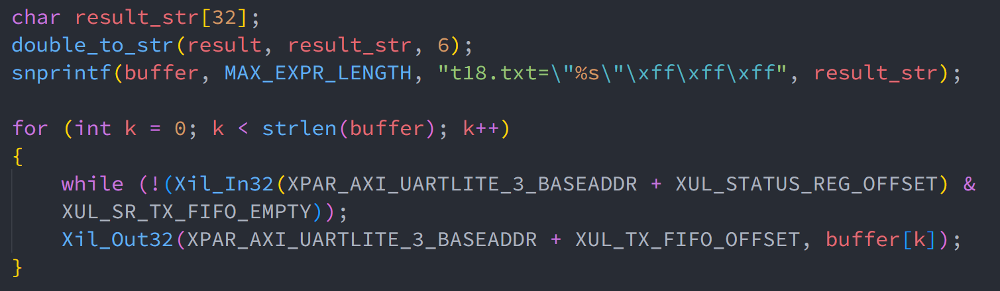 char result_str[32];
double_to_str(result, result_str, 6);
snprintf(buffer, MAX_EXPR_LENGTH, "t18.txt=\"%s\"\xff\xff\xff", result_str);
for (int k = 0; k < strlen(buffer); k++)
{
while (!(Xil_In32(XPAR_AXI_UARTLITE_3_BASEADDR + XUL_STATUS_REG_OFFSET) &
XUL_SR_TX_FIFO_EMPTY));
Xil_Out32(XPAR_AXI_UARTLITE_3_BASEADDR + XUL_TX_FIFO_OFFSET, buffer[k]);
}